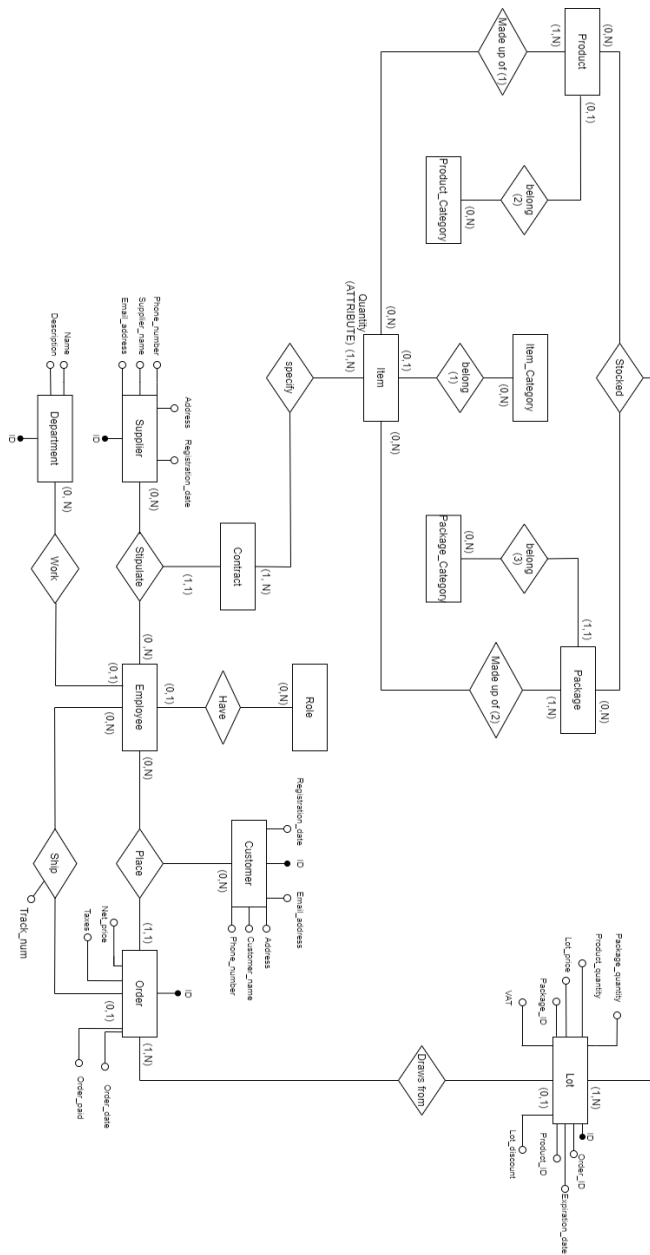 (0,N)
Product
(1,N)
(0,1)
Made up of (1)
belong
(2)
Product_Category
(0,N)
Stocked
Item_Category
(0,N)
belong
(1)
(0,1)
(0,N)
Item
(0,N)
Quantity
(ATTRIBUTE)
(1,N)
specify
(0,N)
Package
(1,N)
(1,1)
belong
(3)
Package_Category
(0,N)
Made up of (2)
Phone_number
Supplier_name
Email_address
Address
Registration_date
Supplier
ID
(0,N)
Name
Description
Department
ID
(0, N)
Stipulate
Contract
(1, N)
(1,1)
Work
(0,N)
(0,1)
Employee
(0,1)
(0,N)
(0,N)
Have
Role
(0,N)
Place
Ship
Track_num
Registration_date
ID
Email_address
Customer
(0,N)
Address
Customer_name
Phone_number
(1,1)
Net_price
Taxes
Order
ID
(0,1)
(1,N)
Order_date
Order_paid
Draws from
Package_quantity
Product_quantity
Lot_price
Package_ID
VAT
Lot
(1,N)
(0,1)
ID
Order_ID
Expiration_date
Product_ID
Lot_discount